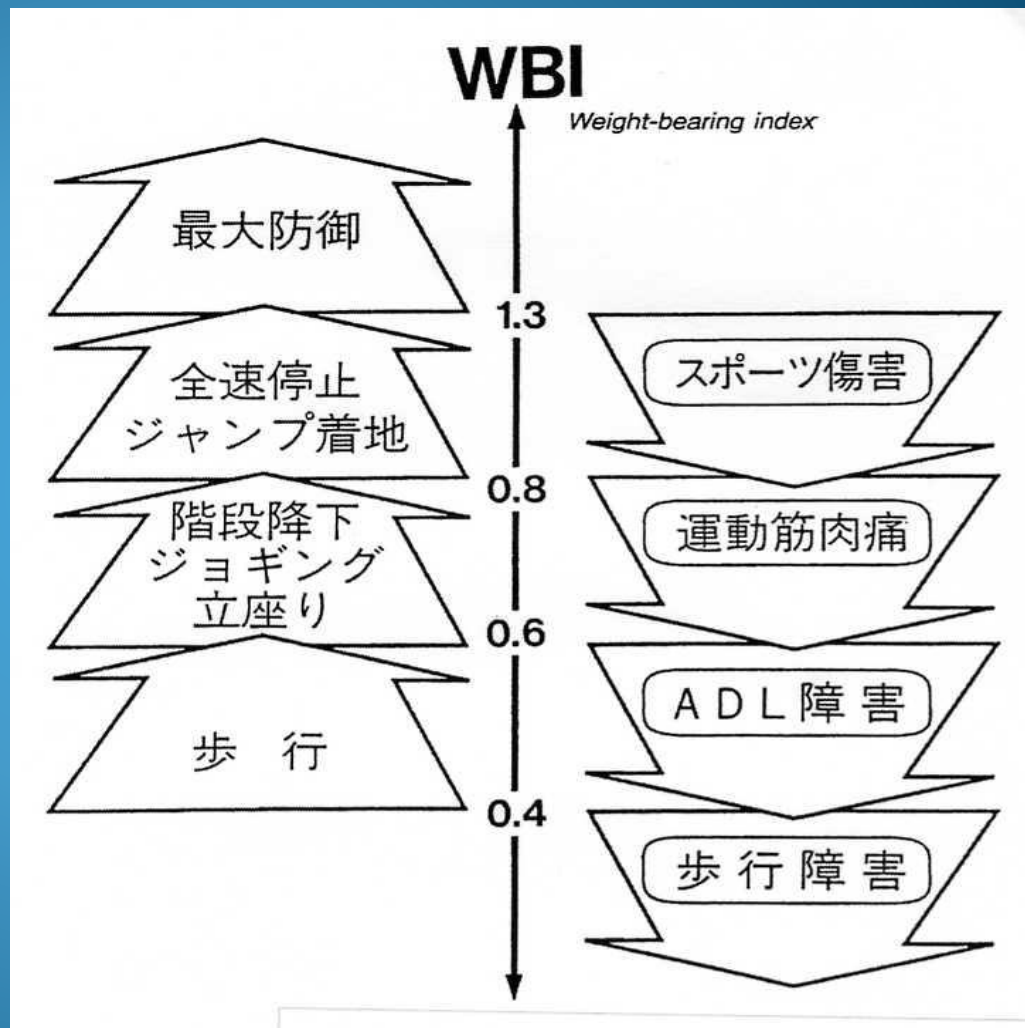 WBI
Weight-bearing index
最大防御
全速停止
ジャンプ着地
階段降下
ジョギング
立座り
歩 行
1.3
0.8
0.6
0.4
スポーツ傷害
運動筋肉痛
ADL障害
歩行障害